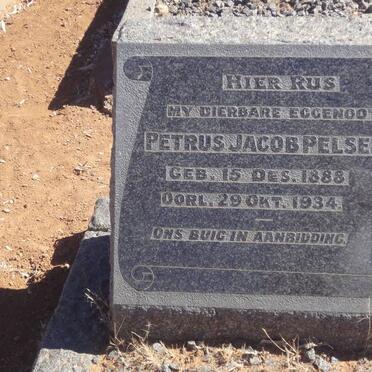 HIER RUS
MY DIERBARE EGGENOO
PETRUS JACOB PELSE
GEB. 15 DES. 1888
OORL. 29 OKT. 1934.
ONS BUIG IN AANBIDDING.